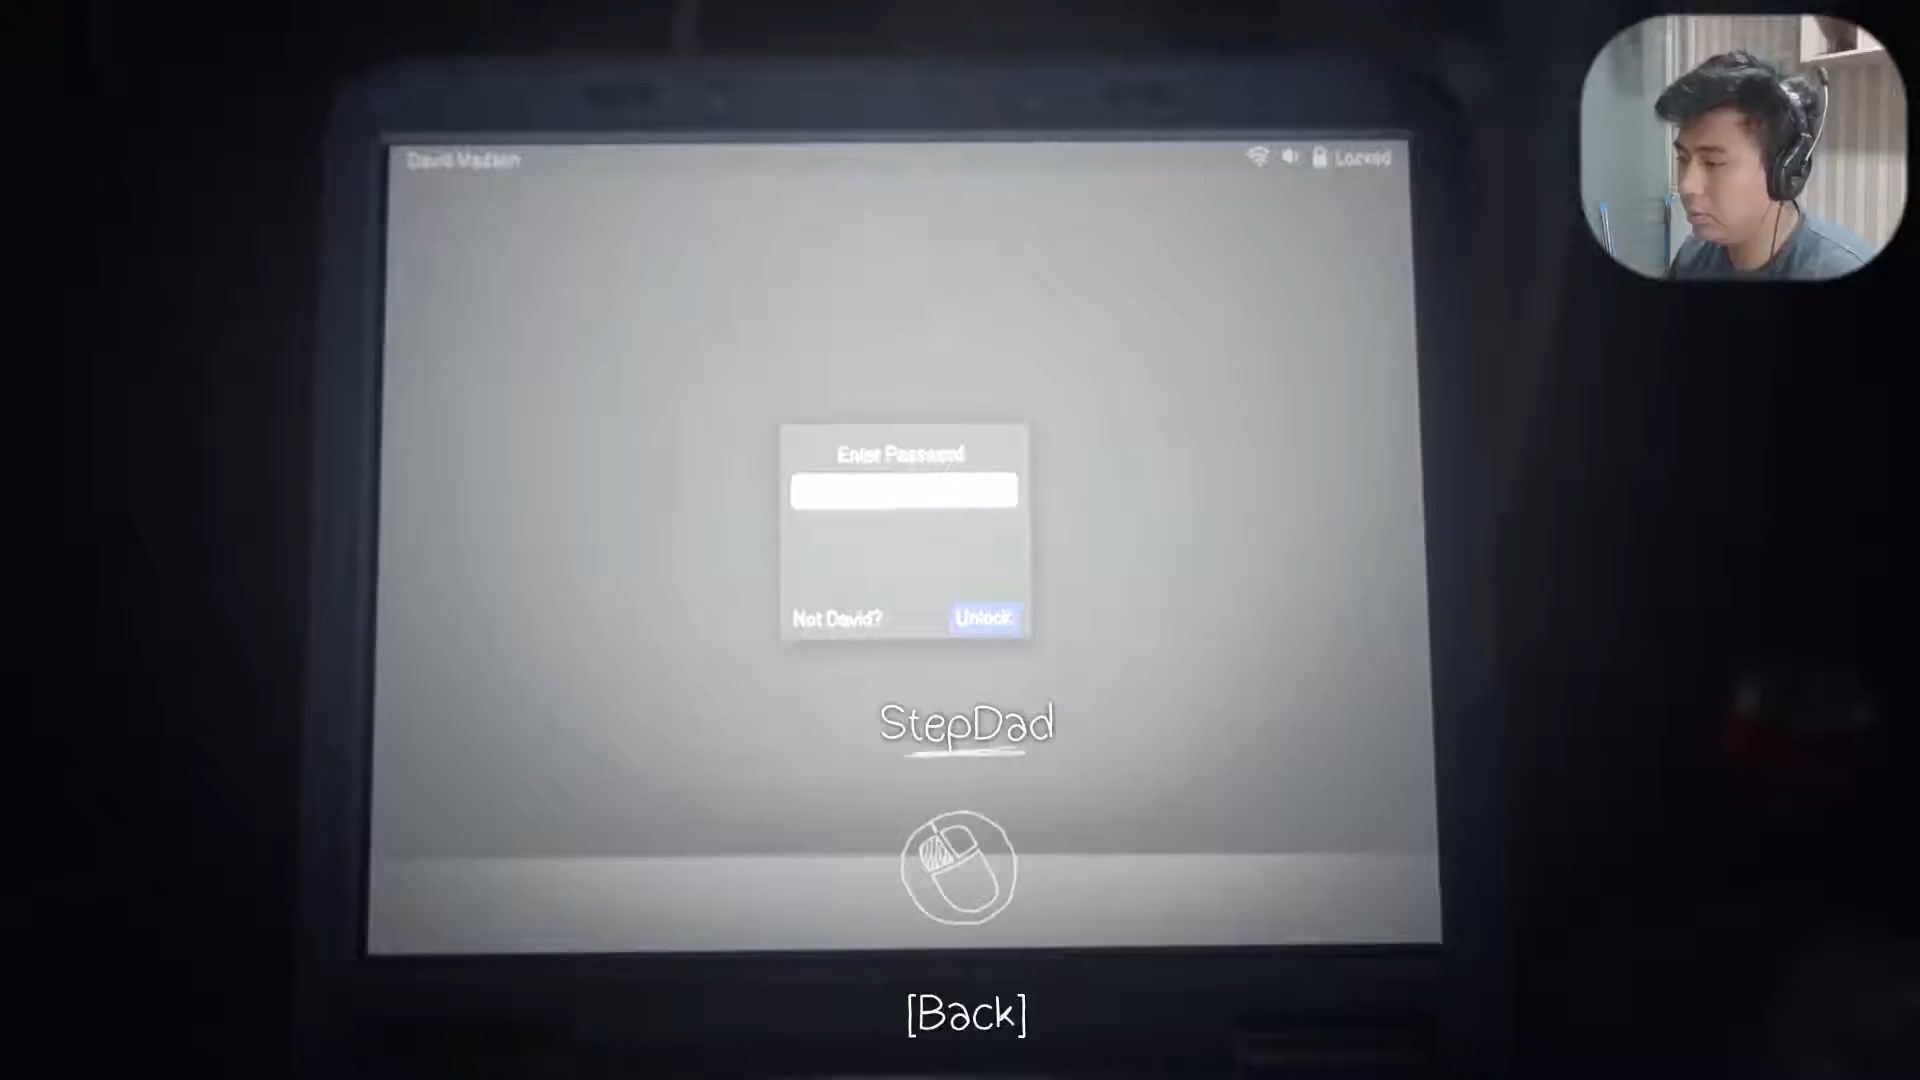 David Madsen
Locked
Enter Password
Not David?
Unlock
StepDad
[Back]